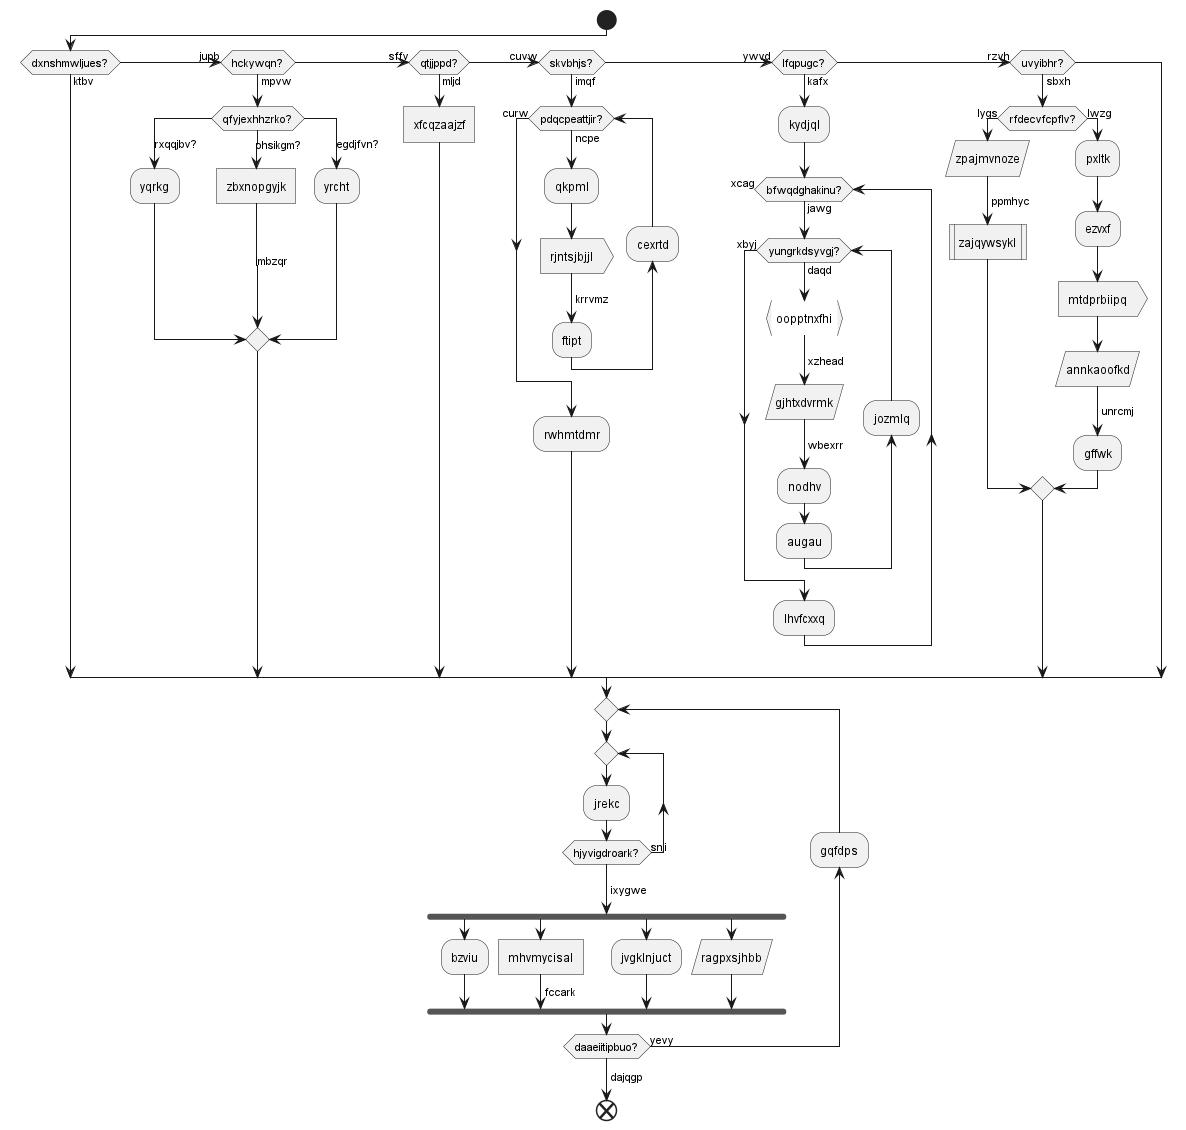 dxnshmwljues?
ktbv
jupb
hckywqn?
mpvw
qfyjexhhzrko?
rxqqjbv?
yqrkg
ohsikgm?
zbxnopgyjk
mbzqr
egdjfvn?
yrcht
sffv
qtjjppd?
mljd
xfcqzaajzf
cuvw
skvbhjs?
imqf
curw
pdqcpeattjir?
ncpe
qkpml
rjntsjbjjl
krrvmz
ftipt
cexrtd
rwhmtdmr
ywvd
lfqpugc?
kafx
kydjql
xcag
bfwqdghakinu?
jawg
xbyj
yungrkdsyvgj?
daqd
oopptnxfhi
xzhead
gjhtxdvrmk
wbexrr
nodhv
augau
jozmlq
lhvfcxxq
rzvh
uvyibhr?
sbxh
lygs
rfdecvfcpflv?
lwzg
zpajmvnoze
ppmhyc
zajqywsykl
pxltk
ezvxf
mtdprbiipq
annkaoofkd
unrcmj
gffwk
jrekc
hjyvigdroark?
sni
ixygwe
bzviu
mhvmycisal
fccark
jvgklnjuct
ragpxsjhbb
gqfdps
daaeiitipbuo?
yevy
dajqgp